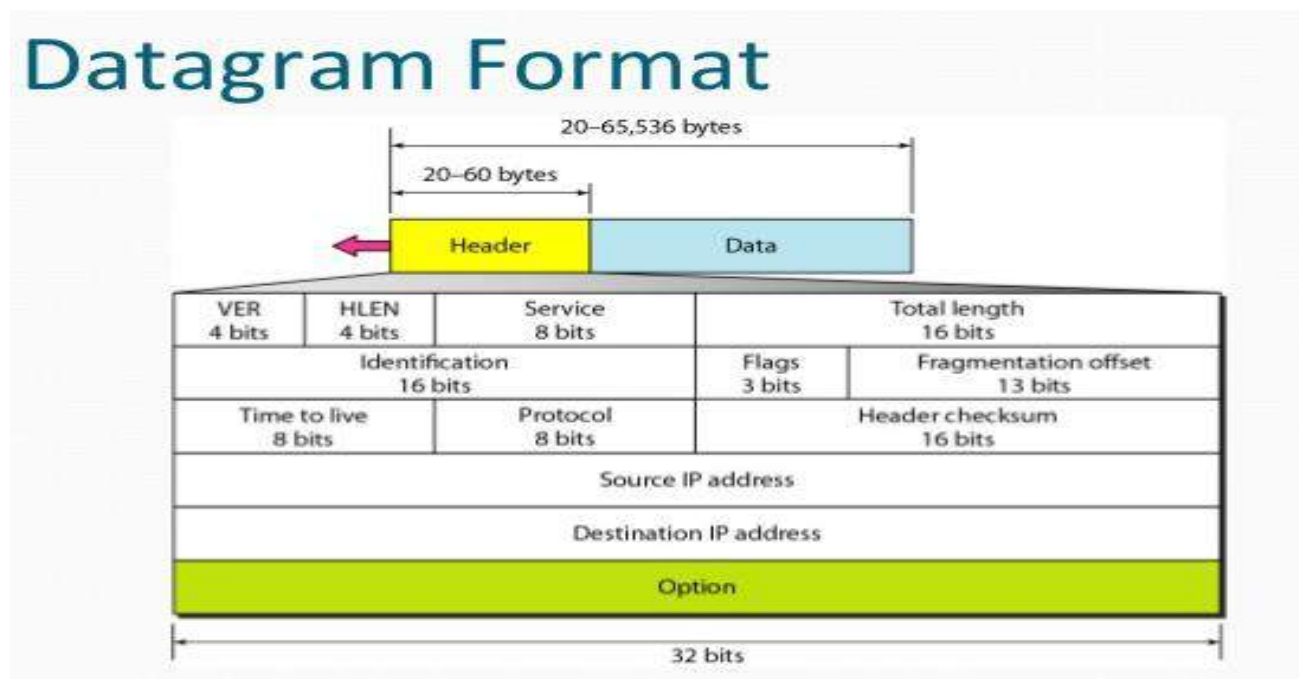 Datagram Format
20–65,536 bytes
20–60 bytes
Header
Data
VER
4 bits
HLEN
4 bits
Service
8 bits
Total length
16 bits
Identification
16 bits
Flags
3 bits
Fragmentation offset
13 bits
Time to live
8 bits
Protocol
8 bits
Header checksum
16 bits
Source IP address
Destination IP address
Option
32 bits